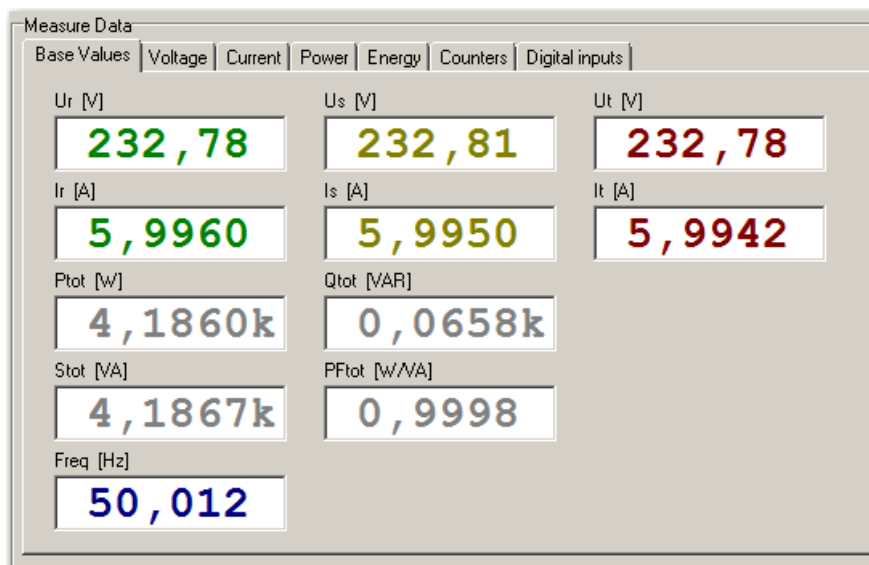 Measure Data
Base Values Voltage Current Power Energy Counters Digital inputs
Ur [V] Us [V] Ut [V]
232,78 232,81 232,78
Ir [A] Is [A] It [A]
5,9960 5,9950 5,9942
Ptot [W] Qtot [VAR]
4,1860k 0,0658k
Stot [VA] PFtot [W/VA]
4,1867k 0,9998
Freq [Hz]
50,012